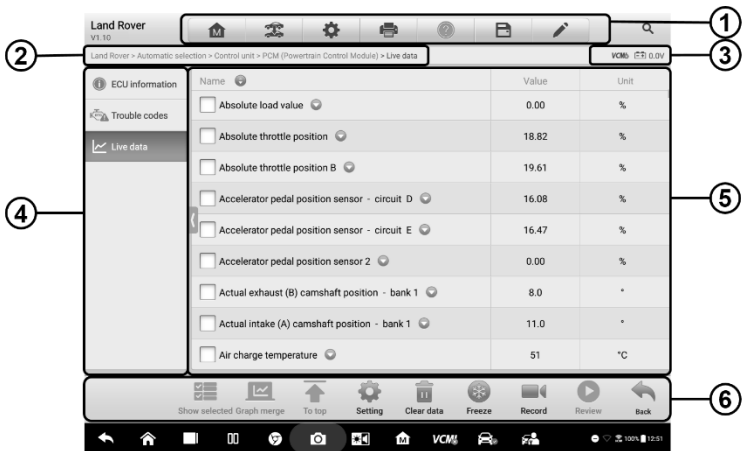 Land Rover
V1.10
1
2
Land Rover > Automatic selection > Control unit > PCM (Powertrain Control Module) > Live data
VCMI 0.0V
3
ECU information
Trouble codes
Live data
4
Name Value Unit
Absolute load value 0.00 %
Absolute throttle position 18.82 %
Absolute throttle position B 19.61 %
Accelerator pedal position sensor - circuit D 16.08 %
Accelerator pedal position sensor - circuit E 16.47 %
Accelerator pedal position sensor 2 0.00 %
Actual exhaust (B) camshaft position - bank 1 8.0 °
Actual intake (A) camshaft position - bank 1 11.0 °
Air charge temperature 51 °C
5
Show selected Graph merge To top Setting Clear data Freeze Record Review Back
6
VCMI 100% 12:51